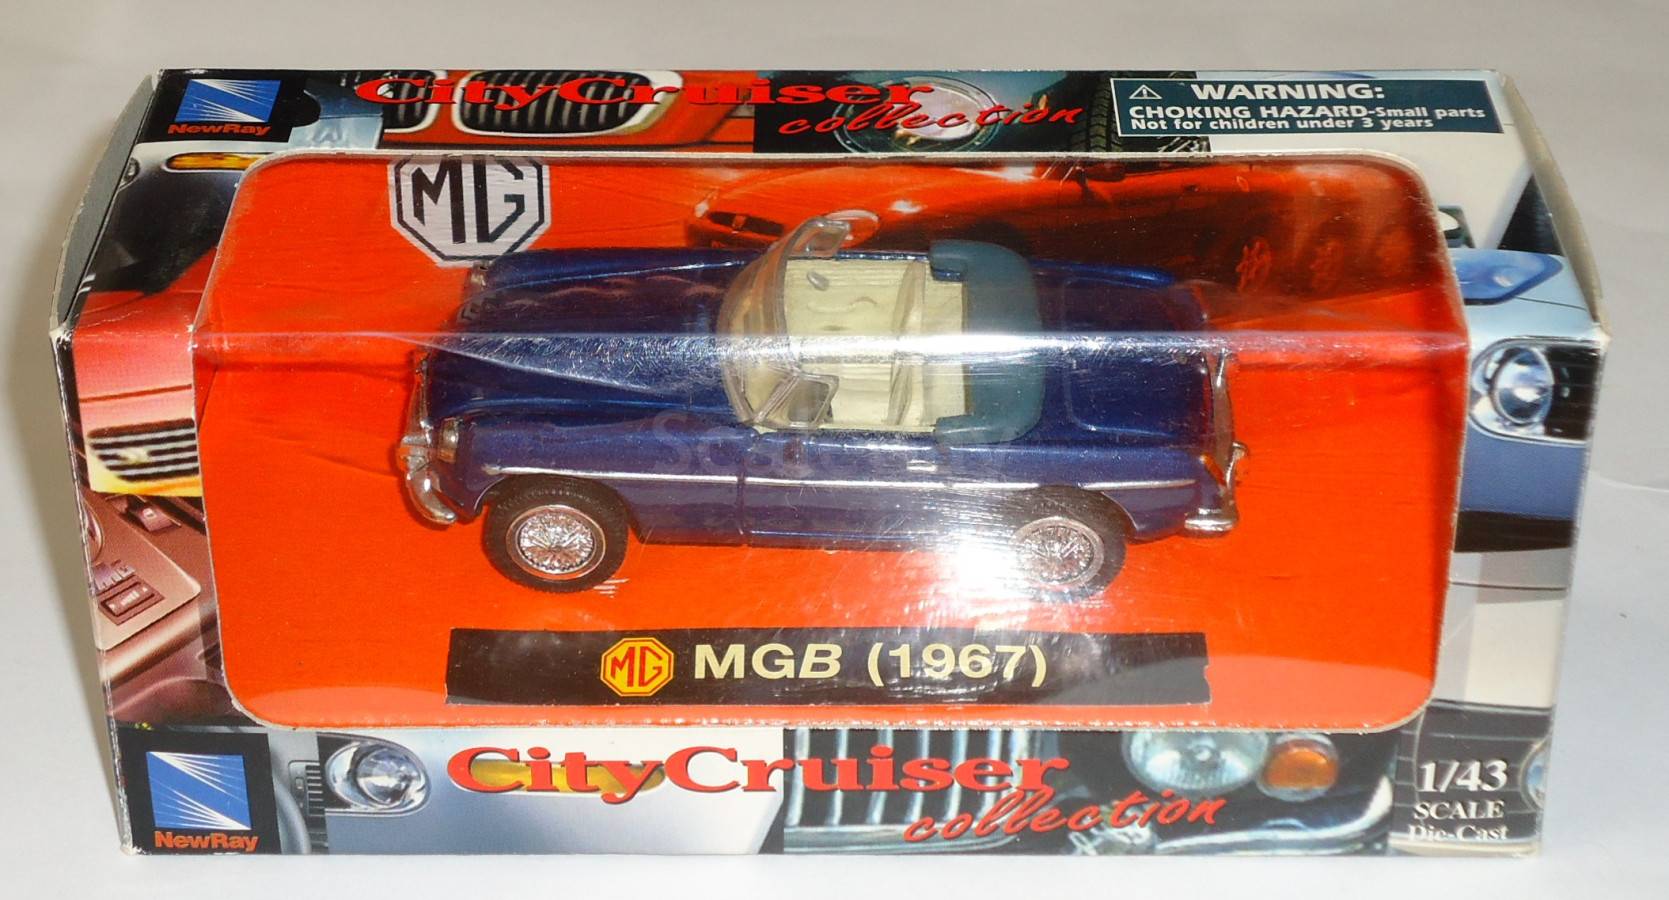 NewRay
CityCruiser
collection
WARNING:
CHOKING HAZARD-Small parts
Not for children under 3 years
MG
MG MGB (1967)
NewRay
CityCruiser
collection
1/43
SCALE
Die-Cast